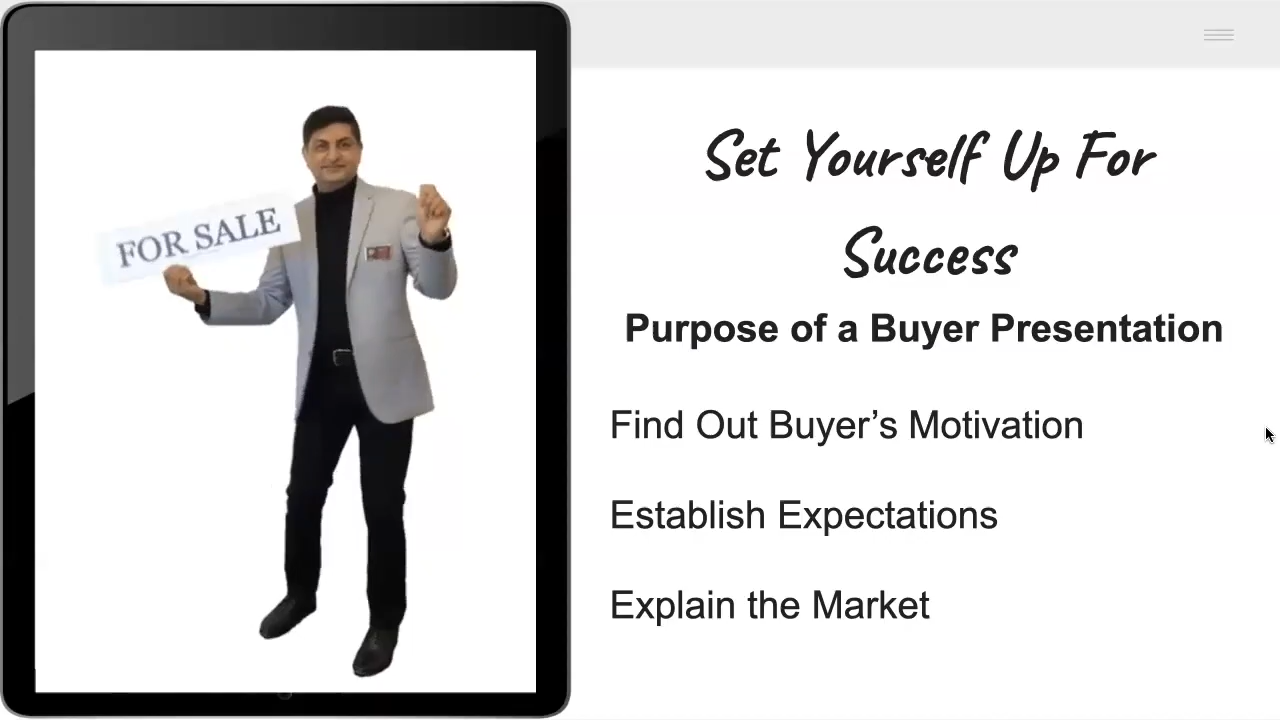 FOR SALE
Set Yourself Up For
Success
Purpose of a Buyer Presentation
Find Out Buyer’s Motivation
Establish Expectations
Explain the Market